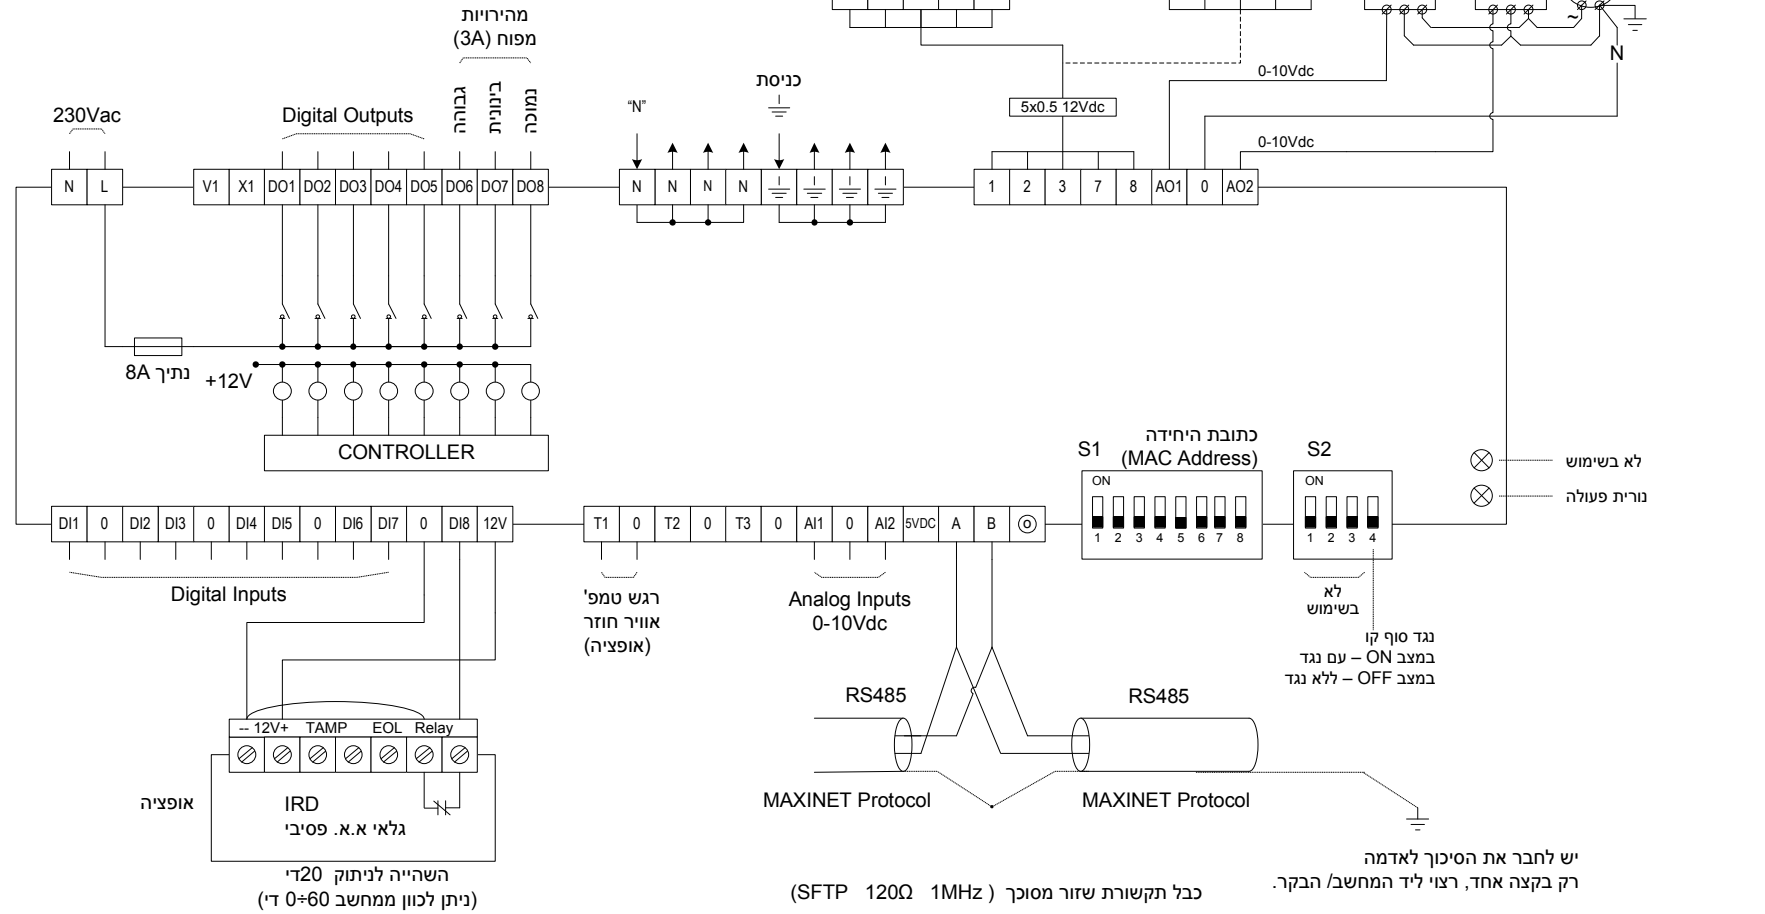 מהירויות
מפוח (3A)
גבוהה
בינונית
נמוכה
230Vac
Digital Outputs
"N"
כניסת
~
N
0-10Vdc
5x0.5 12Vdc
0-10Vdc
N L
V1 X1 DO1 DO2 DO3 DO4 DO5 DO6 DO7 DO8
N N N N
1 2 3 7 8 AO1 0 AO2
נתיך 8A
+12V
CONTROLLER
S1
כתובת היחידה
(MAC Address)
S2
ON
1 2 3 4 5 6 7 8
ON
1 2 3 4
לא בשימוש
נורית פעולה
DI1 0 DI2 DI3 0 DI4 DI5 0 DI6 DI7 0 DI8 12V
T1 0 T2 0 T3 0 AI1 0 AI2 5VDC A B
Digital Inputs
רגש טמפ'
אוויר חוזר
(אופציה)
Analog Inputs
0-10Vdc
לא
בשימוש
נגד סוף קו
במצב ON – עם נגד
במצב OFF – ללא נגד
RS485
RS485
-- 12V+ TAMP EOL Relay
אופציה
IRD
גלאי א.א. פסיבי
MAXINET Protocol
MAXINET Protocol
השהייה לניתוק 20די
(ניתן לכוון ממחשב 60÷0 די)
כבל תקשורת שזור מסוכך (SFTP 120Ω 1MHz)
יש לחבר את הסיכוך לאדמה
רק בקצה אחד, רצוי ליד המחשב/ הבקר.